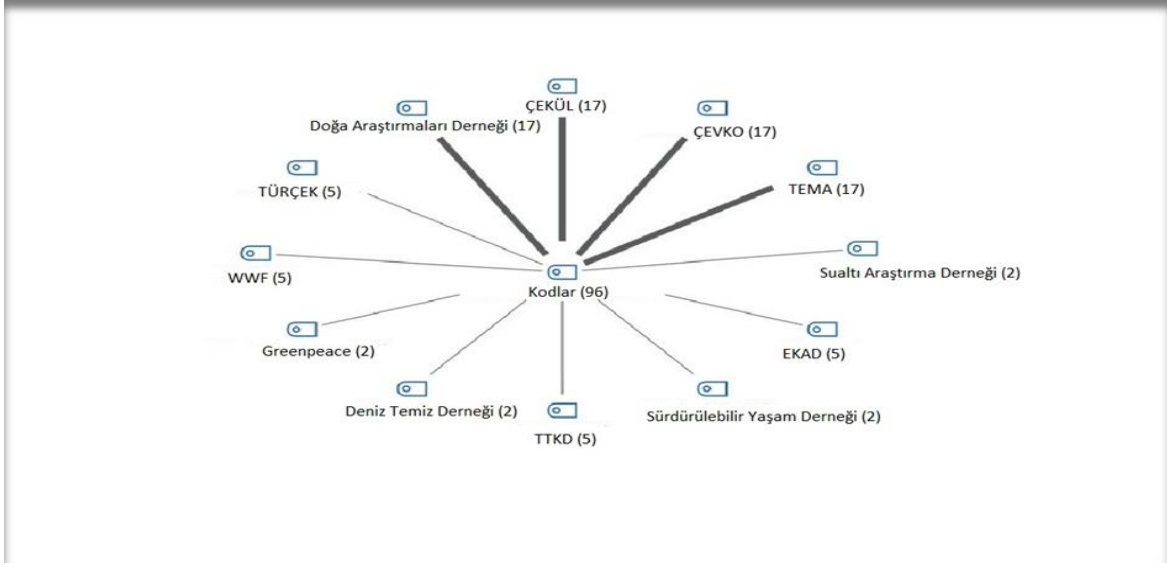 ÇEKÜL (17)
Doğa Araştırmaları Derneği (17)
ÇEVKO (17)
TÜRÇEK (5)
TEMA (17)
WWF (5)
Sualtı Araştırma Derneği (2)
Kodlar (96)
Greenpeace (2)
EKAD (5)
Deniz Temiz Derneği (2)
Sürdürülebilir Yaşam Derneği (2)
TTKD (5)